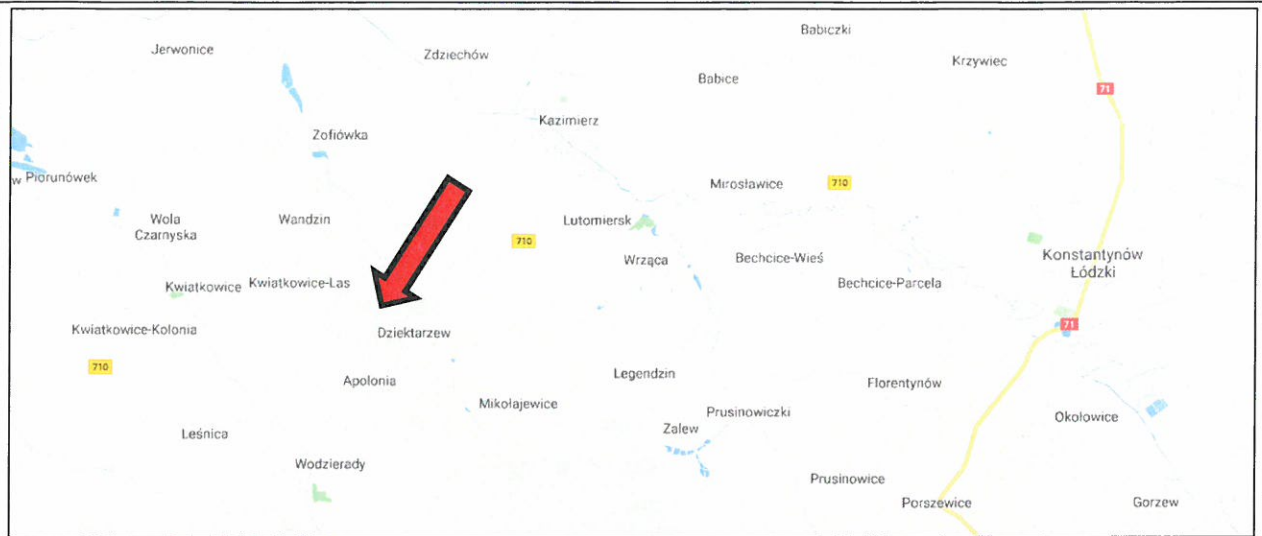 Babiczki
Jerwonice
Zdziechów
Krzywiec
Babice
71
Kazimierz
Zofiówka
w Piorunówek
Mirosławice
710
Wola
Czarnyska
Wandzin
Lutomiersk
710
Wrząca
Bechcice-Wieś
Konstantynów
Łódzki
Kwiatkowice
Kwiatkowice-Las
Bechcice-Parcela
Kwiatkowice-Kolonia
Dziektarzew
71
710
Apolonia
Legendzin
Florentynów
Mikołajewice
Prusinowiczki
Okołowice
Leśnica
Zalew
Wodzierady
Prusinowice
Porszewice
Gorzew